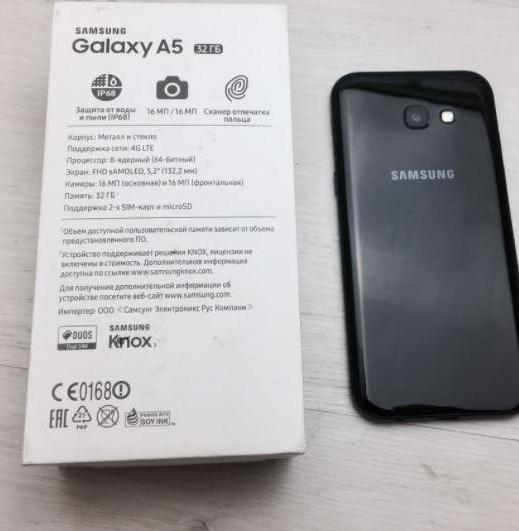 SAMSUNG
Galaxy A5 32 ГБ
IP68
Защита от воды
и пыли (IP68)
16 МП / 16 МП
Сканер отпечатка
пальца
Корпус: Металл и стекло
Поддержка сети: 4G LTE
Процессор: 8-ядерный (64-битный)
Экран: FHD sAMOLED, 5,2" (132,2 мм)
Камеры: 16 МП (основная) и 16 МП (фронтальная)
Память: 32 ГБ
Поддержка 2-х SIM-карт и microSD
Объем доступной пользовательской памяти зависит от объема
предустановленного ПО.
Устройство поддерживает решения KNOX, лицензии не
включены в стоимость. Дополнительная информация
доступна по ссылке www.samsungknox.com.
Для получения дополнительной информации об
устройстве посетите веб-сайт www.samsung.com.
Импортер: ООО <Самсунг Электроникс Рус Компани>
DUOS
Dual SIM
SAMSUNG
Knox
CE0168
EAC
21
PAP
PRINTED WITH
SOY INK
SAMSUNG